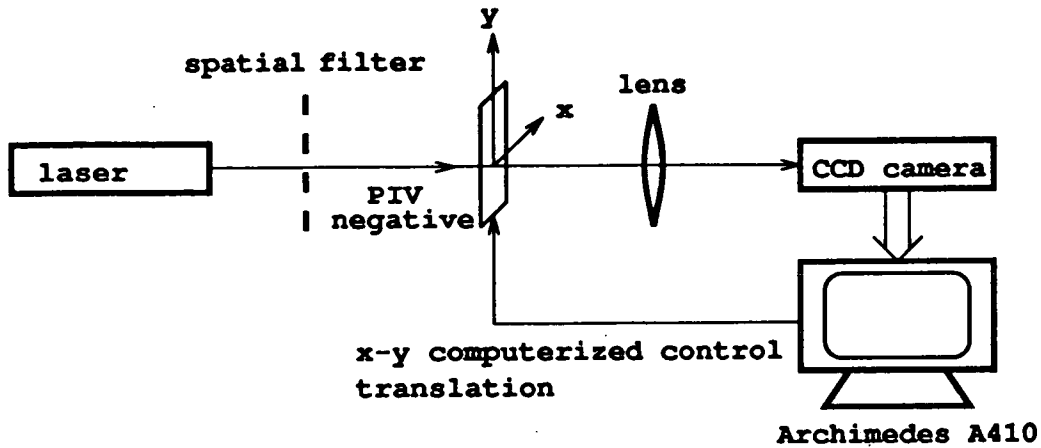 y
spatial filter
lens
x
laser
CCD camera
PIV
negative
x-y computerized control
translation
Archimedes A410